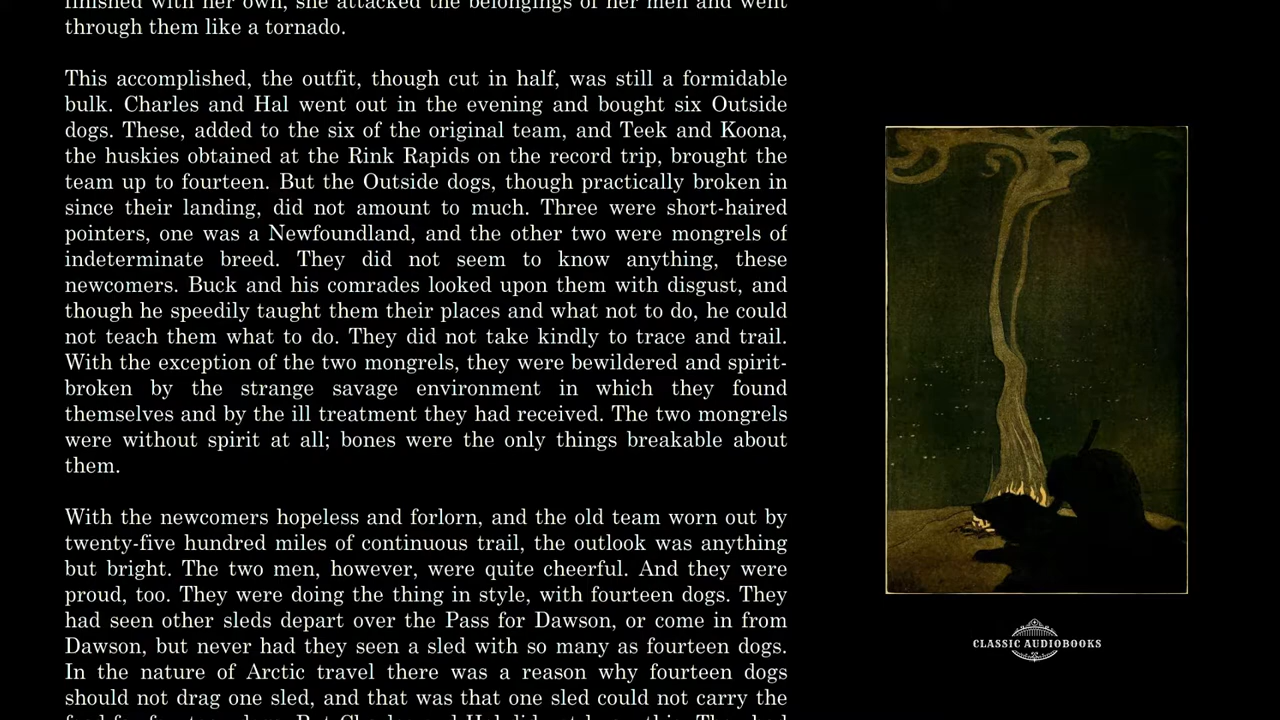 finished with her own, she attacked the belongings of her men and went
through them like a tornado.
This accomplished, the outfit, though cut in half, was still a formidable
bulk. Charles and Hal went out in the evening and bought six Outside
dogs. These, added to the six of the original team, and Teek and Koona,
the huskies obtained at the Rink Rapids on the record trip, brought the
team up to fourteen. But the Outside dogs, though practically broken in
since their landing, did not amount to much. Three were short-haired
pointers, one was a Newfoundland, and the other two were mongrels of
indeterminate breed. They did not seem to know anything, these
newcomers. Buck and his comrades looked upon them with disgust, and
though he speedily taught them their places and what not to do, he could
not teach them what to do. They did not take kindly to trace and trail.
With the exception of the two mongrels, they were bewildered and spirit-
broken by the strange savage environment in which they found
themselves and by the ill treatment they had received. The two mongrels
were without spirit at all; bones were the only things breakable about
them.
With the newcomers hopeless and forlorn, and the old team worn out by
twenty-five hundred miles of continuous trail, the outlook was anything
but bright. The two men, however, were quite cheerful. And they were
proud, too. They were doing the thing in style, with fourteen dogs. They
had seen other sleds depart over the Pass for Dawson, or come in from
Dawson, but never had they seen a sled with so many as fourteen dogs.
In the nature of Arctic travel there was a reason why fourteen dogs
should not drag one sled, and that was that one sled could not carry the
CLASSIC AUDIOBOOKS